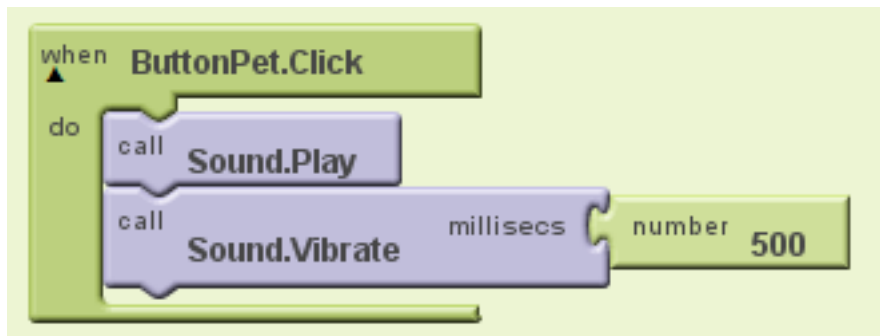 when ButtonPet.Click
do
call Sound.Play
call Sound.Vibrate millisecs number 500